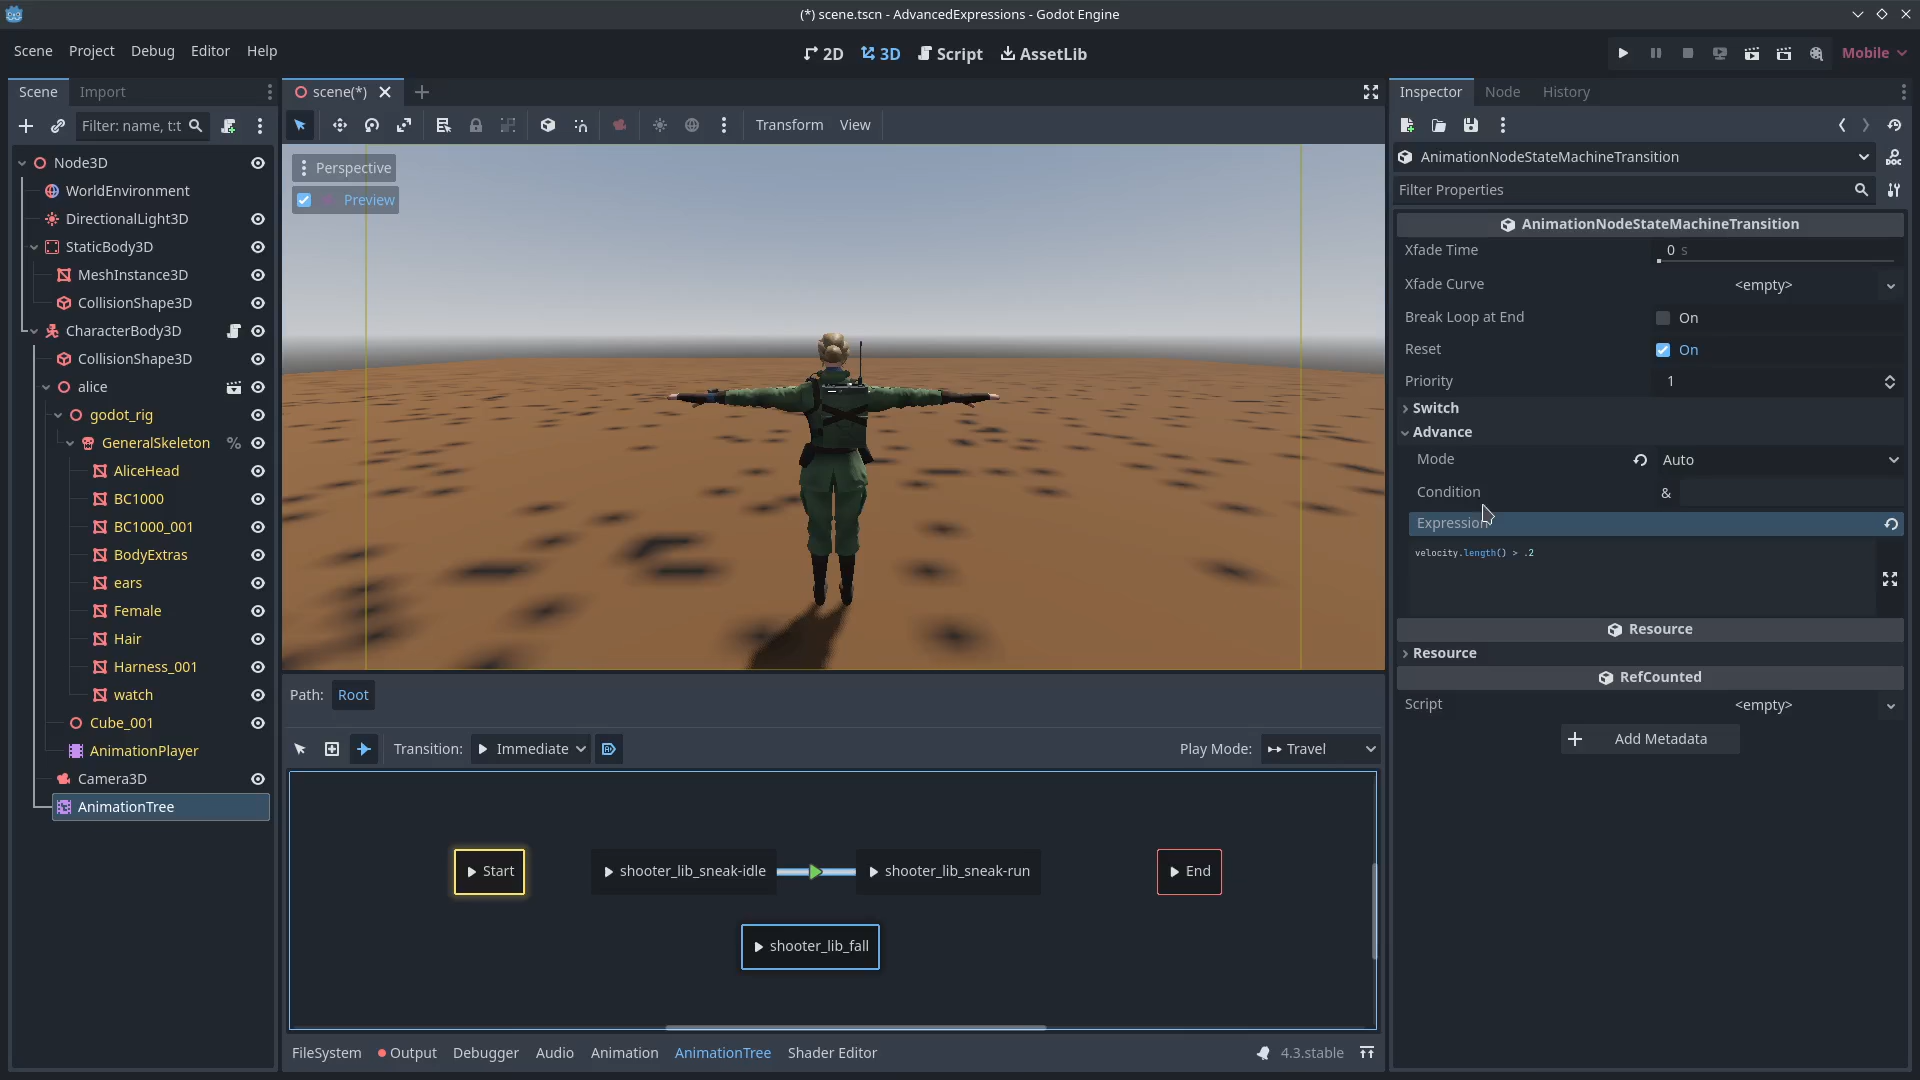 (*) scene.tscn - AdvancedExpressions - Godot Engine
Scene Project Debug Editor Help
2D 3D Script AssetLib
Mobile
Scene Import
scene(*)
Inspector Node History
Filter: name, t:t
Transform View
Node3D
WorldEnvironment
DirectionalLight3D
StaticBody3D
MeshInstance3D
CollisionShape3D
CharacterBody3D
CollisionShape3D
alice
godot_rig
GeneralSkeleton %
AliceHead
BC1000
BC1000_001
BodyExtras
ears
Female
Hair
Harness_001
watch
Cube_001
AnimationPlayer
Camera3D
AnimationTree
Perspective
Preview
Path: Root
Transition: Immediate
Play Mode: Travel
Start
shooter_lib_sneak-idle
shooter_lib_sneak-run
End
shooter_lib_fall
FileSystem Output Debugger Audio Animation AnimationTree Shader Editor
4.3.stable
AnimationNodeStateMachineTransition
Filter Properties
AnimationNodeStateMachineTransition
Xfade Time 0 s
Xfade Curve <empty>
Break Loop at End On
Reset On
Priority 1
Switch
Advance
Mode Auto
Condition &
Expression
velocity.length() > .2
Resource
Resource
RefCounted
Script <empty>
Add Metadata